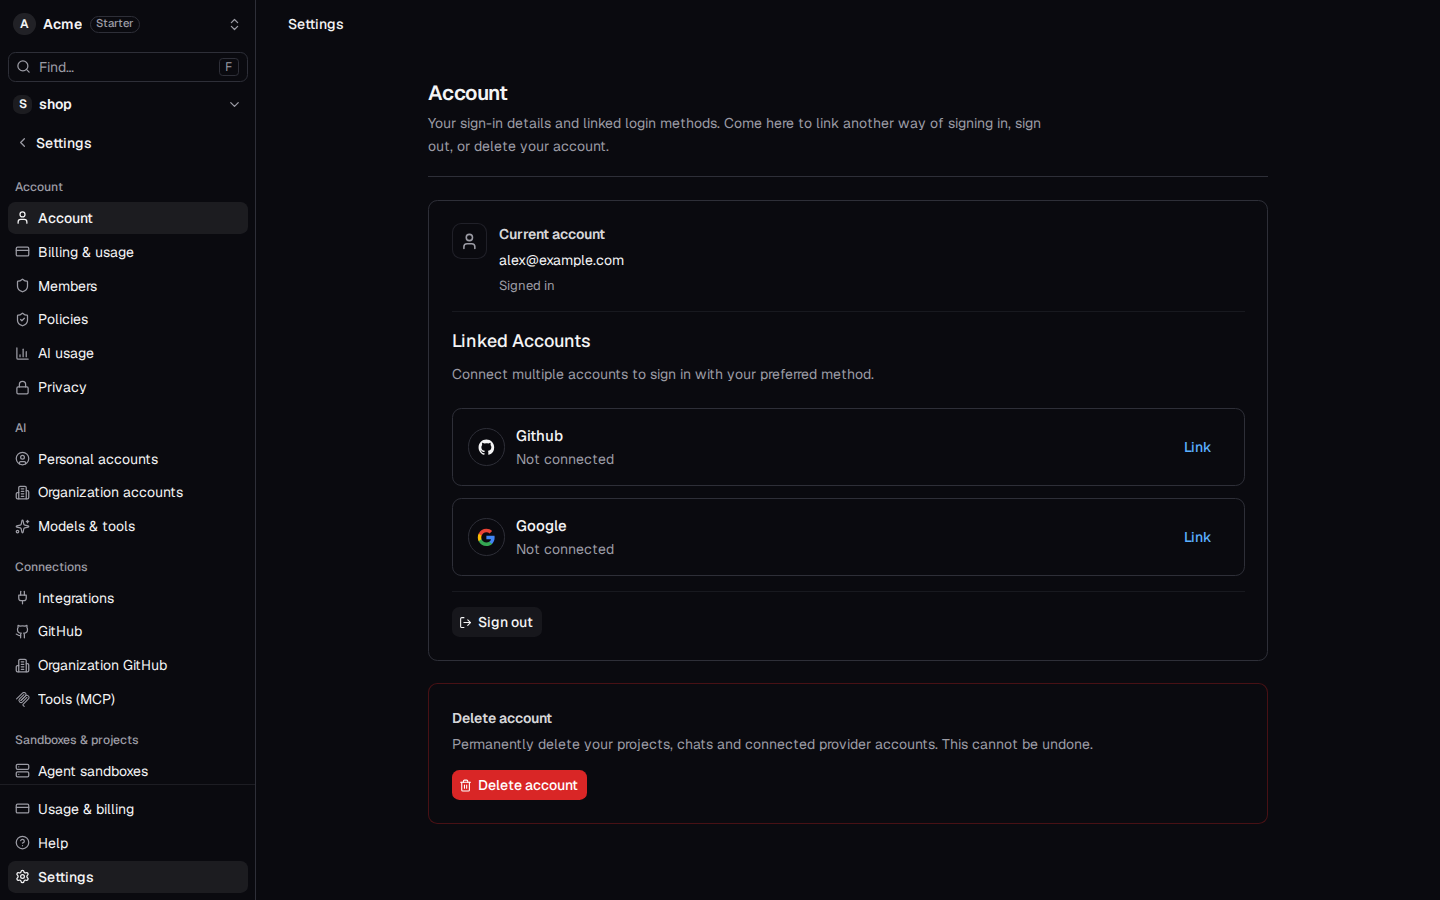 A Acme Starter
Find... F
S shop
Settings
Account
Account
Billing & usage
Members
Policies
AI usage
Privacy
AI
Personal accounts
Organization accounts
Models & tools
Connections
Integrations
GitHub
Organization GitHub
Tools (MCP)
Sandboxes & projects
Agent sandboxes
Usage & billing
Help
Settings
Settings
Account
Your sign-in details and linked login methods. Come here to link another way of signing in, sign
out, or delete your account.
Current account
alex@example.com
Signed in
Linked Accounts
Connect multiple accounts to sign in with your preferred method.
Github
Not connected
Link
Google
Not connected
Link
Sign out
Delete account
Permanently delete your projects, chats and connected provider accounts. This cannot be undone.
Delete account